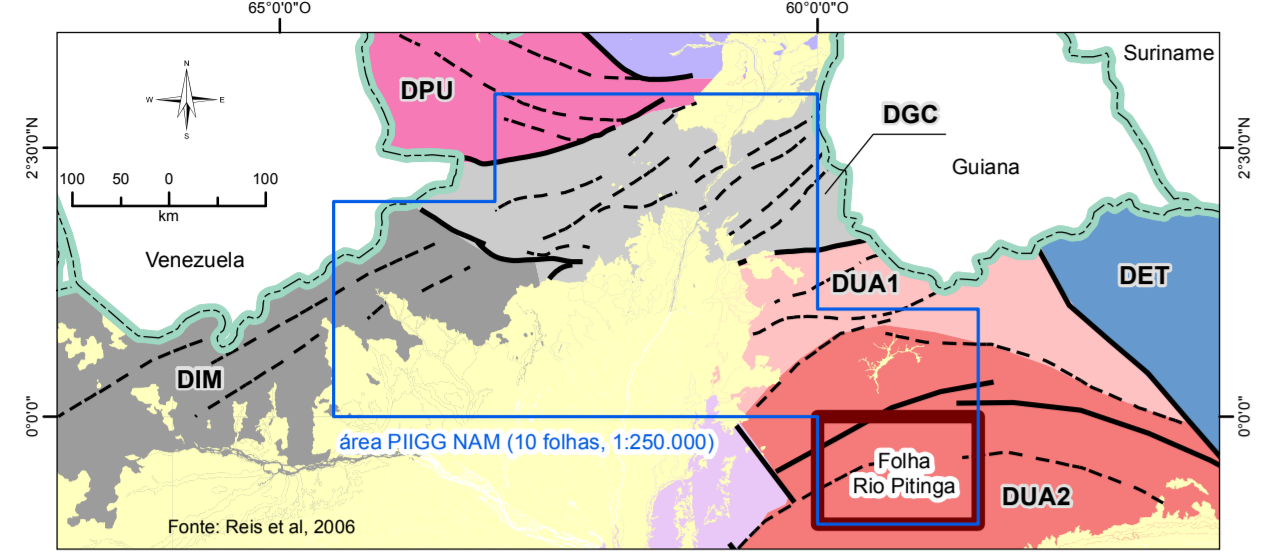 65°0'0"O
60°0'0"O
Suriname
N
W
E
S
DPU
DGC
2°30'0"N
2°30'0"N
Guiana
100 50 0 100
km
Venezuela
DUA1
DET
DIM
0°0'0"
0°0'0"
área PIIGG NAM (10 folhas, 1:250.000)
Folha
Rio Pitinga
DUA2
Fonte: Reis et al, 2006